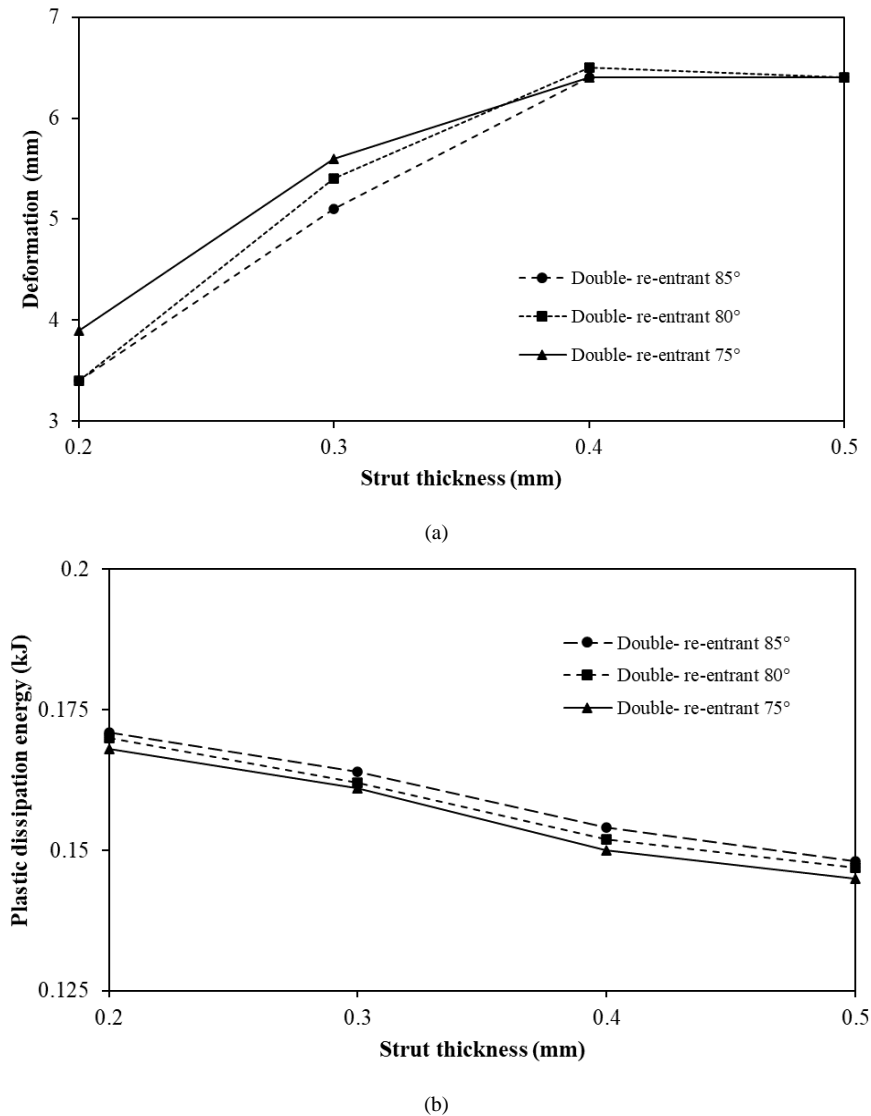 7
6
5
4
3
Deformation (mm)
Double- re-entrant 85°
Double- re-entrant 80°
Double- re-entrant 75°
0.2 0.3 0.4 0.5
Strut thickness (mm)
(a)
0.2
0.175
0.15
0.125
Plastic dissipation energy (kJ)
Double- re-entrant 85°
Double- re-entrant 80°
Double- re-entrant 75°
0.2 0.3 0.4 0.5
Strut thickness (mm)
(b)